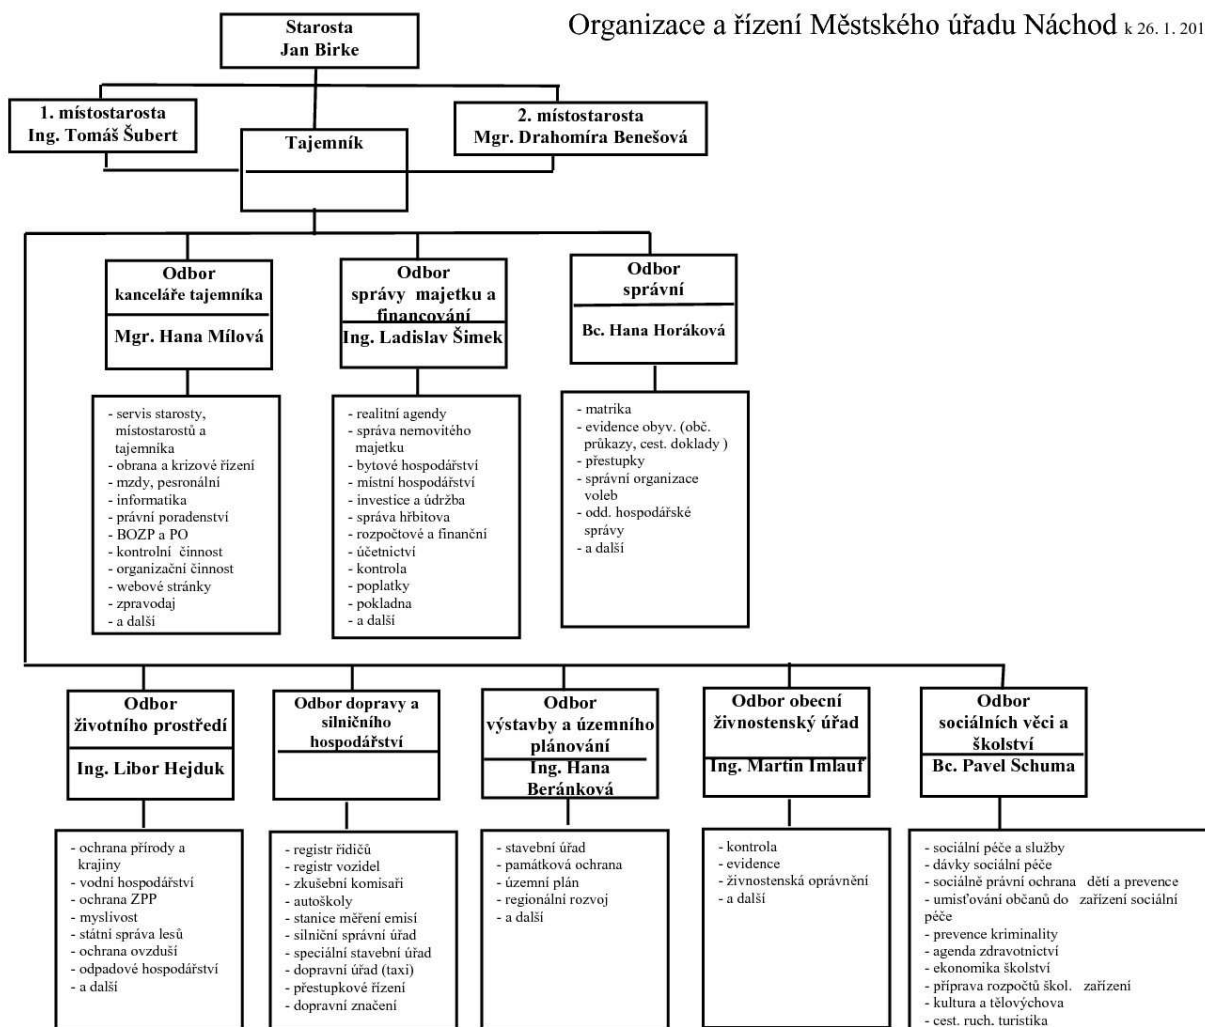 Organizace a řízení Městského úřadu Náchod k 26. 1. 201
Starosta
Jan Birke
1. místostarosta
Ing. Tomáš Šubert
2. místostarosta
Mgr. Drahomíra Benešová
Tajemník
Odbor
kanceláře tajemníka
Mgr. Hana Mílová
Odbor
správy majetku a
financování
Ing. Ladislav Šimek
Odbor
správní
Bc. Hana Horáková
- servis starosty,
místostarostů a
tajemníka
- obrana a krizové řízení
- mzdy, pesronální
- informatika
- právní poradenství
- BOZP a PO
- kontrolní činnost
- organizační činnost
- webové stránky
- zpravodaj
- a další
- realitní agendy
- správa nemovitého
majetku
- bytové hospodářství
- místní hospodářství
- investice a údržba
- správa hřbitova
- rozpočtové a finanční
- účetnictví
- kontrola
- poplatky
- pokladna
- a další
- matrika
- evidence obyv. (obč.
průkazy, cest. doklady )
- přestupky
- správní organizace
voleb
- odd. hospodářské
správy
- a další
Odbor
životního prostředí
Ing. Libor Hejduk
Odbor dopravy a
silničního
hospodářství
Odbor
výstavby a územního
plánování
Ing. Hana
Beránková
Odbor obecní
živnostenský úřad
Ing. Martin Imlauf
Odbor
sociálních věci a
školství
Bc. Pavel Schuma
- ochrana přírody a
krajiny
- vodní hospodářství
- ochrana ZPP
- myslivost
- státní správa lesů
- ochrana ovzduší
- odpadové hospodářství
- a další
- registr řidičů
- registr vozidel
- zkušební komisaři
- autoškoly
- stanice měření emisí
- silniční správní úřad
- speciální stavební úřad
- dopravní úřad (taxi)
- přestupkové řízení
- dopravní značení
- stavební úřad
- památková ochrana
- územní plán
- regionální rozvoj
- a další
- kontrola
- evidence
- živnostenská oprávnění
- a další
- sociální péče a služby
- dávky sociální péče
- sociálně právní ochrana dětí a prevence
- umisťování občanů do zařízení sociální
péče
- prevence kriminality
- agenda zdravotnictví
- ekonomika školství
- příprava rozpočtů škol. zařízení
- kultura a tělovýchova
- cest. ruch, turistika